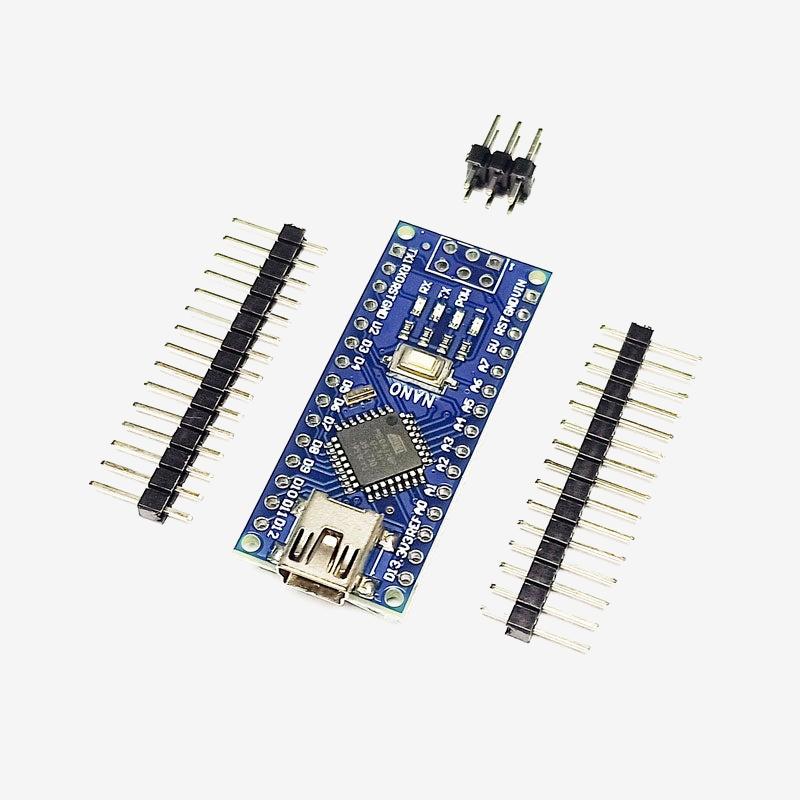 TX1
RX0
RST
GND
D2
D3
D4
D5
D6
D7
D8
D9
D10
D11
D12
RX
TX
POW
L
NANO
1
VIN
GND
RST
5V
A7
A6
A5
A4
A3
A2
A1
A0
REF
3V3
D13